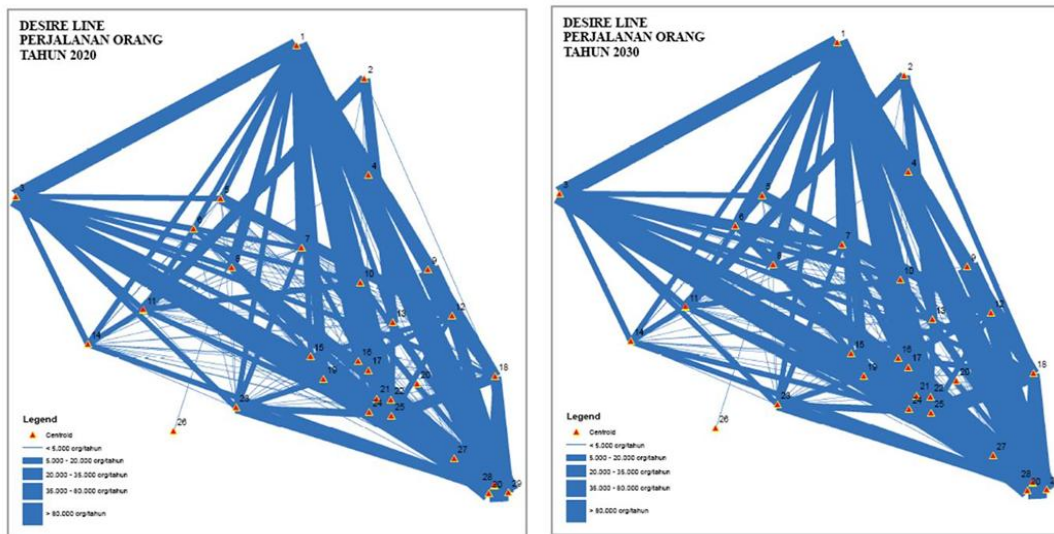 DESIRE LINE
PERJALANAN ORANG
TAHUN 2020
1
2
3
4
5
6
7
8
9
10
11
12
13
14
15
16
17
18
19
20
21
22
23
24
25
26
27
28
20
29
Legend
Centroid
< 5.000 org/tahun
5.000 - 20.000 org/tahun
20.000 - 35.000 org/tahun
35.000 - 80.000 org/tahun
> 80.000 org/tahun
DESIRE LINE
PERJALANAN ORANG
TAHUN 2030
1
2
3
4
5
6
7
8
9
10
11
12
13
14
15
16
17
18
19
20
21
22
23
24
25
26
27
28
20
Legend
Centroid
< 5.000 org/tahun
5.000 - 20.000 org/tahun
20.000 - 35.000 org/tahun
35.000 - 80.000 org/tahun
> 80.000 org/tahun